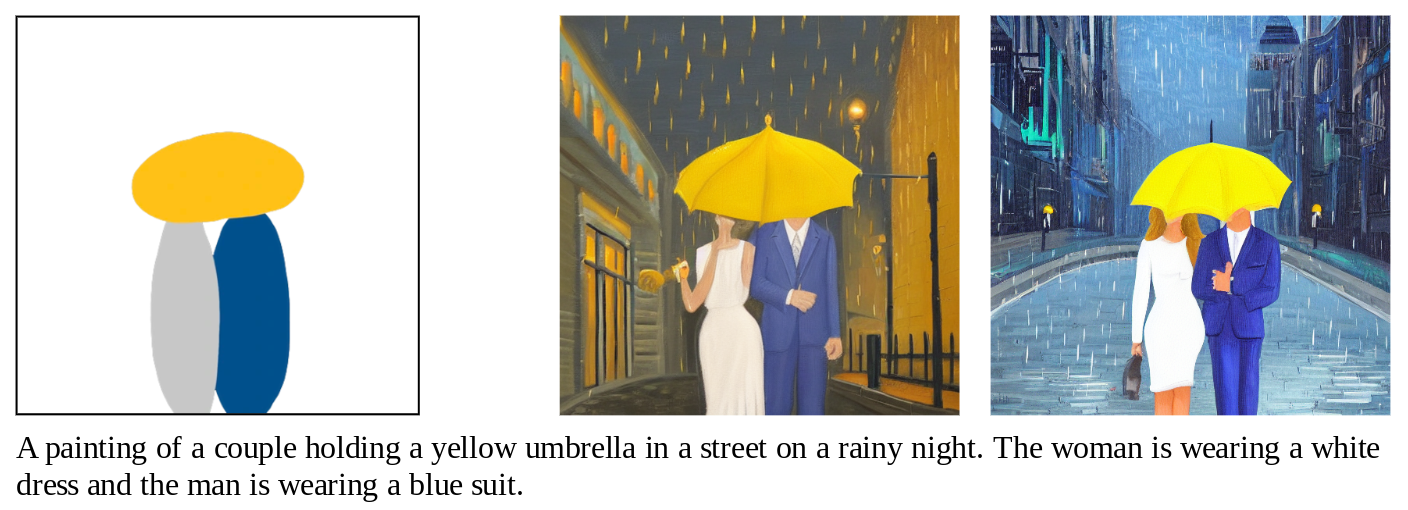 A painting of a couple holding a yellow umbrella in a street on a rainy night. The woman is wearing a white
dress and the man is wearing a blue suit.